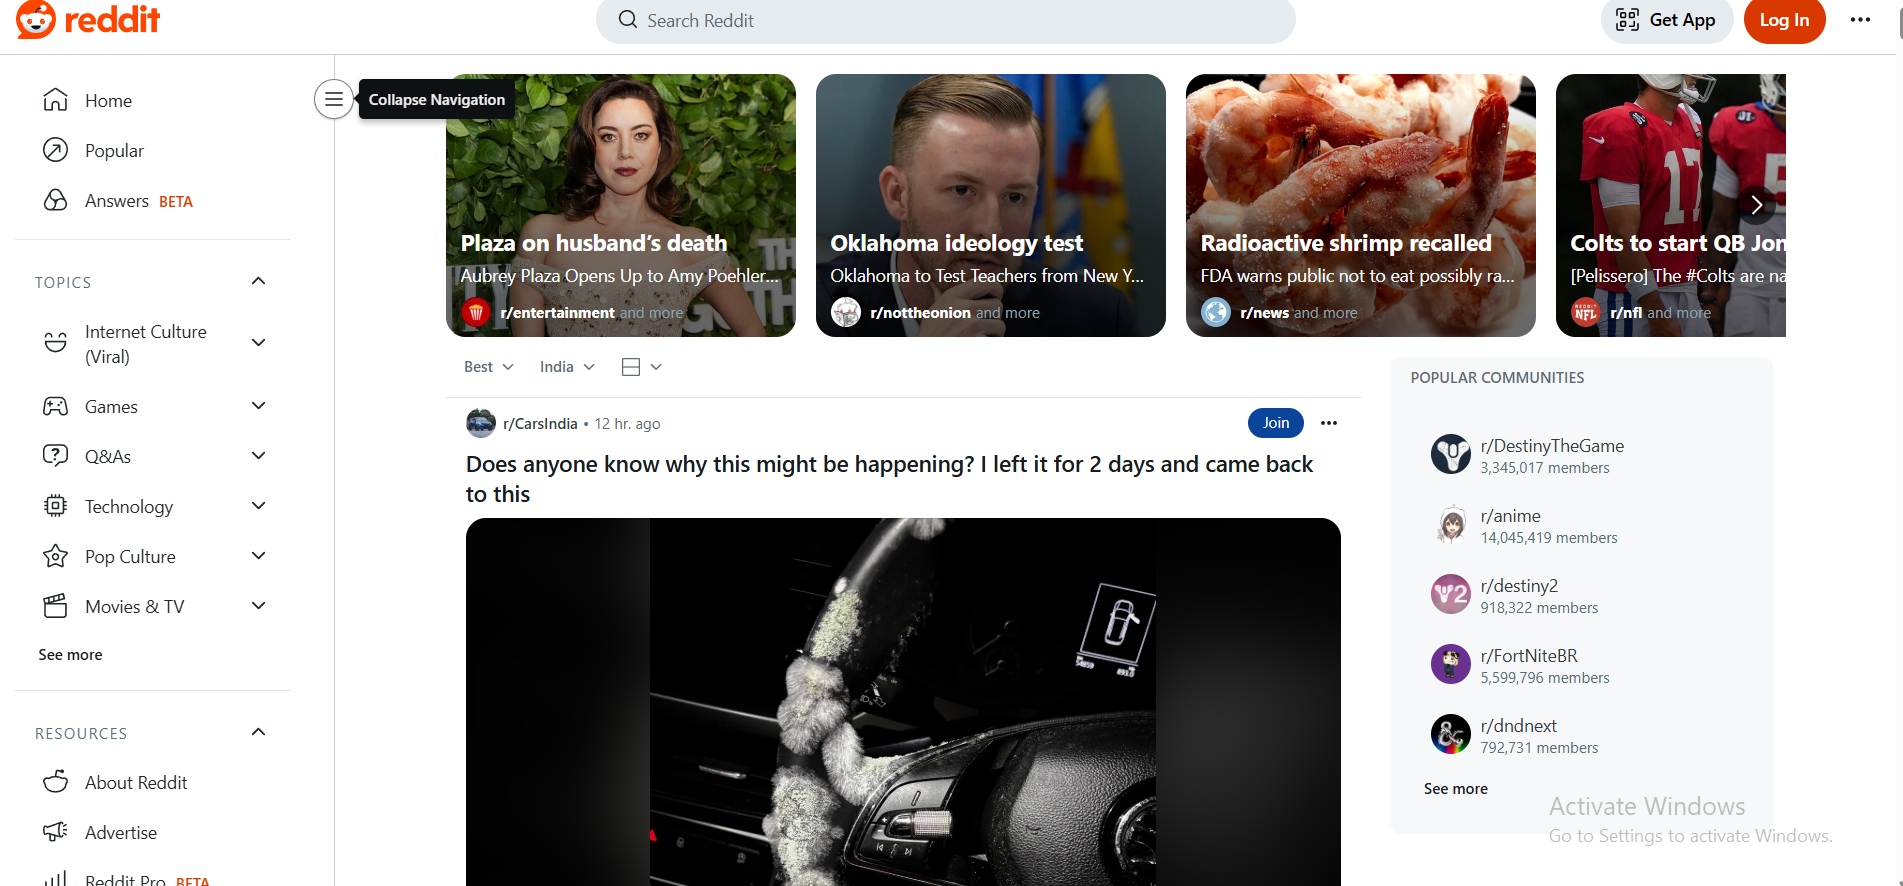 reddit
Search Reddit
Get App
Log In
Home
Popular
Answers BETA
TOPICS
Internet Culture
(Viral)
Games
Q&As
Technology
Pop Culture
Movies & TV
See more
RESOURCES
About Reddit
Advertise
Reddit Pro BETA
Collapse Navigation
Plaza on husband’s death
Aubrey Plaza Opens Up to Amy Poehler...
r/entertainment and more
Oklahoma ideology test
Oklahoma to Test Teachers from New Y...
r/nottheonion and more
Radioactive shrimp recalled
FDA warns public not to eat possibly ra...
r/news and more
17
Colts to start QB Jon
[Pelissero] The #Colts are na
REDDIT
NFL
r/nfl and more
Best
India
r/CarsIndia • 12 hr. ago
Join
Does anyone know why this might be happening? I left it for 2 days and came back
to this
POPULAR COMMUNITIES
r/DestinyTheGame
3,345,017 members
r/anime
14,045,419 members
r/destiny2
918,322 members
r/FortNiteBR
5,599,796 members
r/dndnext
792,731 members
See more
Activate Windows
Go to Settings to activate Windows.